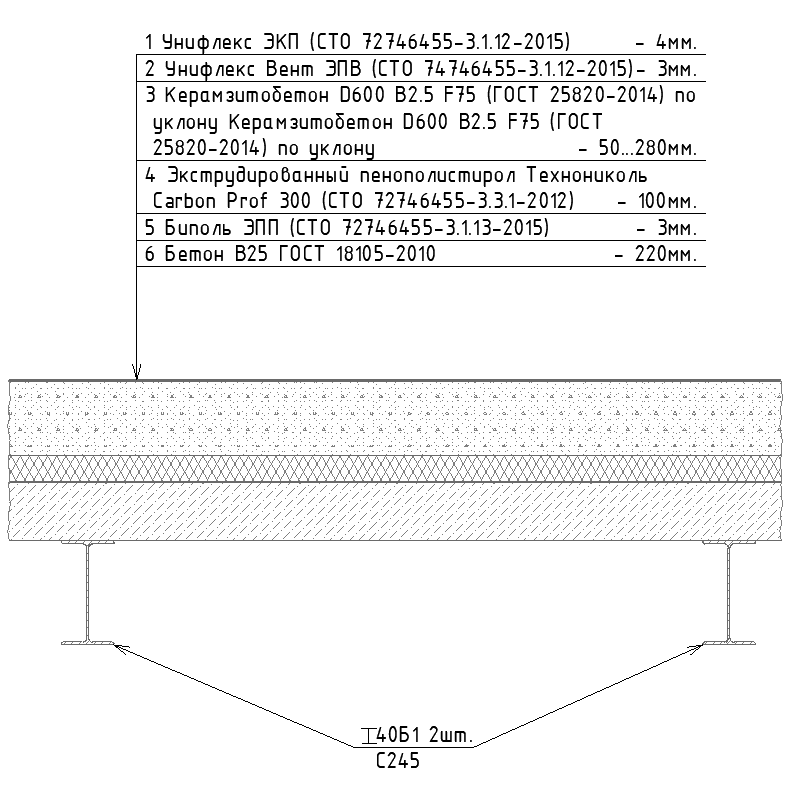 1 Унифлекс ЭКП (СТО 72746455-3.1.12-2015) - 4мм.
2 Унифлекс Вент ЭПВ (СТО 74746455-3.1.12-2015)- 3мм.
3 Керамзитобетон D600 В2.5 F75 (ГОСТ 25820-2014) по
уклону Керамзитобетон D600 В2.5 F75 (ГОСТ
25820-2014) по уклону - 50...280мм.
4 Экструдированный пенополистирол Технониколь
Carbon Prof 300 (СТО 72746455-3.3.1-2012) - 100мм.
5 Биполь ЭПП (СТО 72746455-3.1.13-2015) - 3мм.
6 Бетон В25 ГОСТ 18105-2010 - 220мм.
⌶40Б1 2шт.
С245